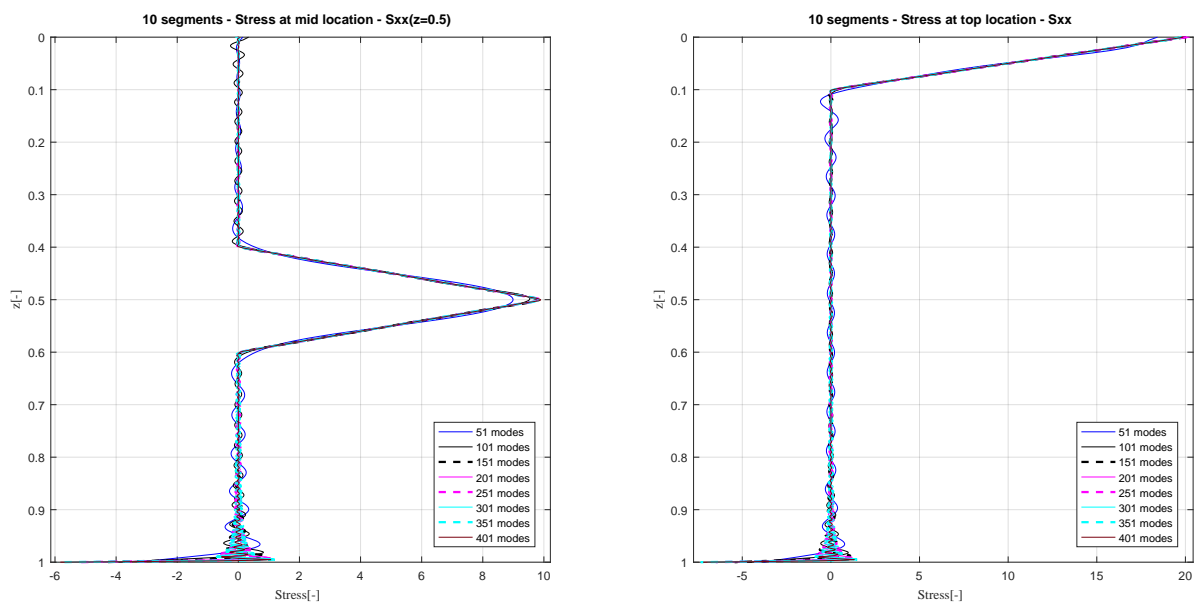 10 segments - Stress at mid location - Sxx(z=0.5)
0
0.1
0.2
0.3
0.4
0.5
0.6
0.7
0.8
0.9
1
z[-]
-6
-4
-2
0
2
4
6
8
10
Stress[-]
51 modes
101 modes
151 modes
201 modes
251 modes
301 modes
351 modes
401 modes
10 segments - Stress at top location - Sxx
0
0.1
0.2
0.3
0.4
0.5
0.6
0.7
0.8
0.9
1
z[-]
-5
0
5
10
15
20
Stress[-]
51 modes
101 modes
151 modes
201 modes
251 modes
301 modes
351 modes
401 modes